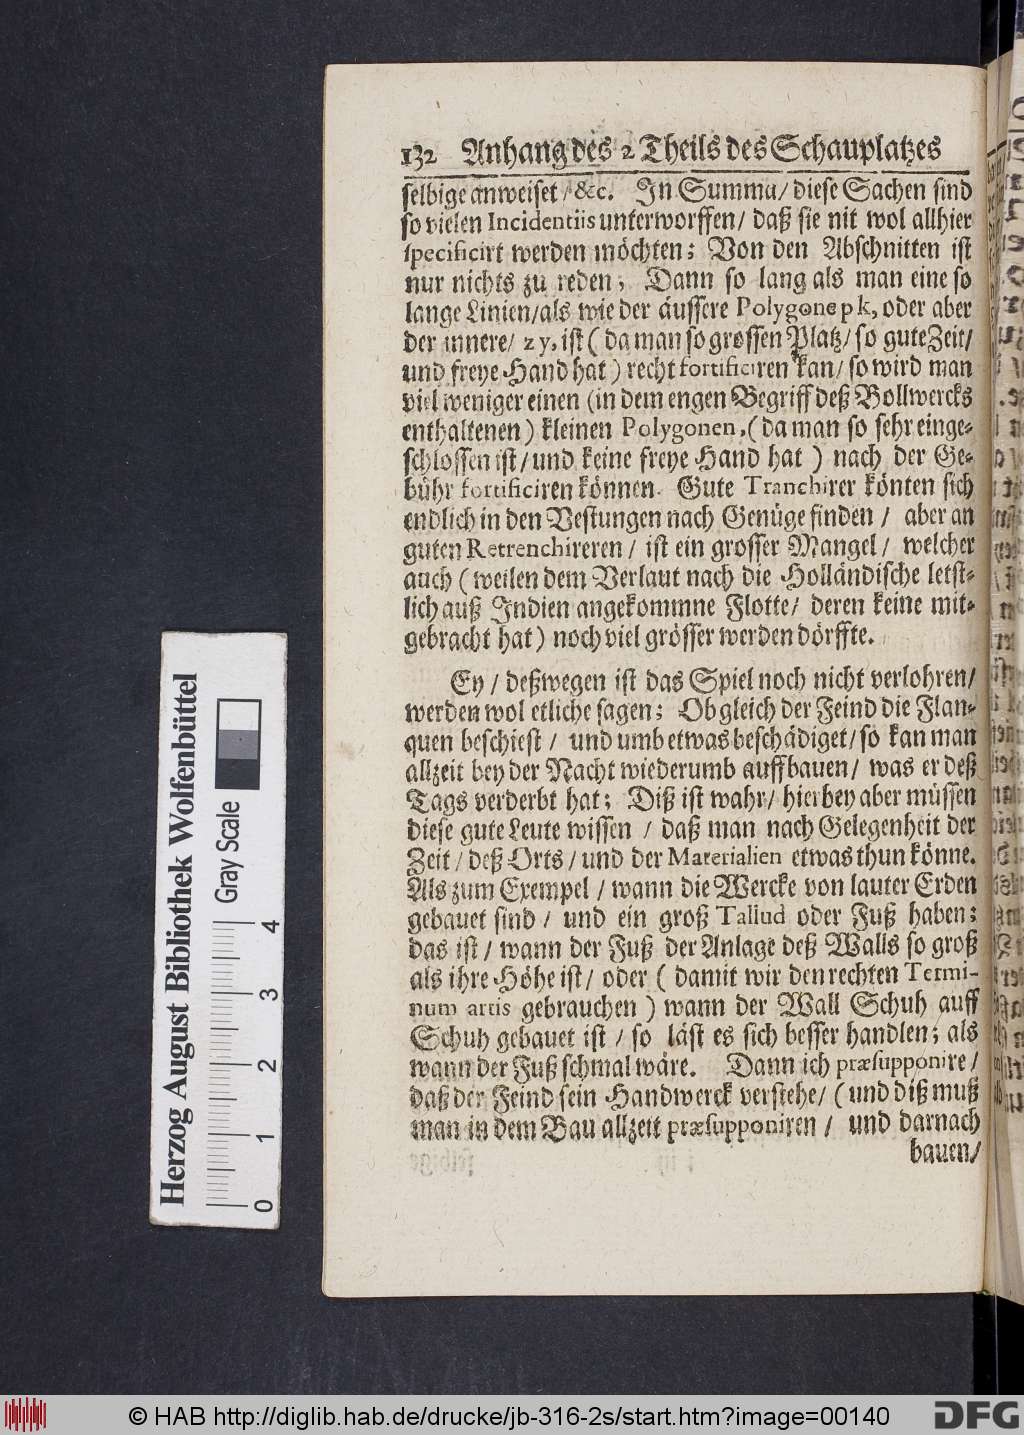 132 Anhang des 2 Theils des Schauplatzes
selbige anweiset / &c. In Summa / diese Sachen sind
so vielen Incidentiis unterworffen / daß sie nit wol allhier
specificirt werden möchten; Von den Abschnitten ist
nur nichts zu reden; Dann so lang als man eine so
lange Linien / als wie der äussere Polygone p k, oder aber
der innere / z y, ist ( da man so grossen Platz / so gute Zeit /
und freye Hand hat ) recht fortificiren kan / so wird man
viel weniger einen (in dem engen Begriff deß Bollwercks
enthaltenen ) kleinen Polygonen, ( da man so sehr einge-
schlossen ist / und keine freye Hand hat ) nach der Ge-
bühr fortificiren können. Gute Tranchirer könten sich
endlich in den Vestungen nach Genüge finden / aber an
guten Retrenchireren / ist ein grosser Mangel / welcher
auch ( weilen dem Verlaut nach die Holländische letst-
lich auß Indien angekommne Flotte / deren keine mit-
gebracht hat ) noch viel grösser werden dörffte.
Ey / deßwegen ist das Spiel noch nicht verlohren /
werden wol etliche sagen; Ob gleich der Feind die Flan-
quen beschiest / und umb etwas beschädiget / so kan man
allzeit bey der Nacht wiederumb auffbauen / was er deß
Tags verderbt hat; Diß ist wahr / hierbey aber müssen
diese gute Leute wissen / daß man nach Gelegenheit der
Zeit / deß Orts / und der Materialien etwas thun könne.
Als zum Exempel / wann die Wercke von lauter Erden
gebauet sind / und ein groß Tallud oder Fuß haben;
das ist / wann der Fuß der Anlage deß Walls so groß
als ihre Höhe ist / oder ( damit wir den rechten Termi-
num artis gebrauchen ) wann der Wall Schuh auff
Schuh gebauet ist / so läst es sich besser handlen; als
wann der Fuß schmal wäre. Dann ich præsupponire /
daß der Feind sein Handwerck verstehe / ( und diß muß
man in dem Bau allzeit præsupponiren / und darnach
bauen /
Herzog August Bibliothek Wolfenbüttel
Gray Scale
0 1 2 3 4
© HAB http://diglib.hab.de/drucke/jb-316-2s/start.htm?image=00140
DFG